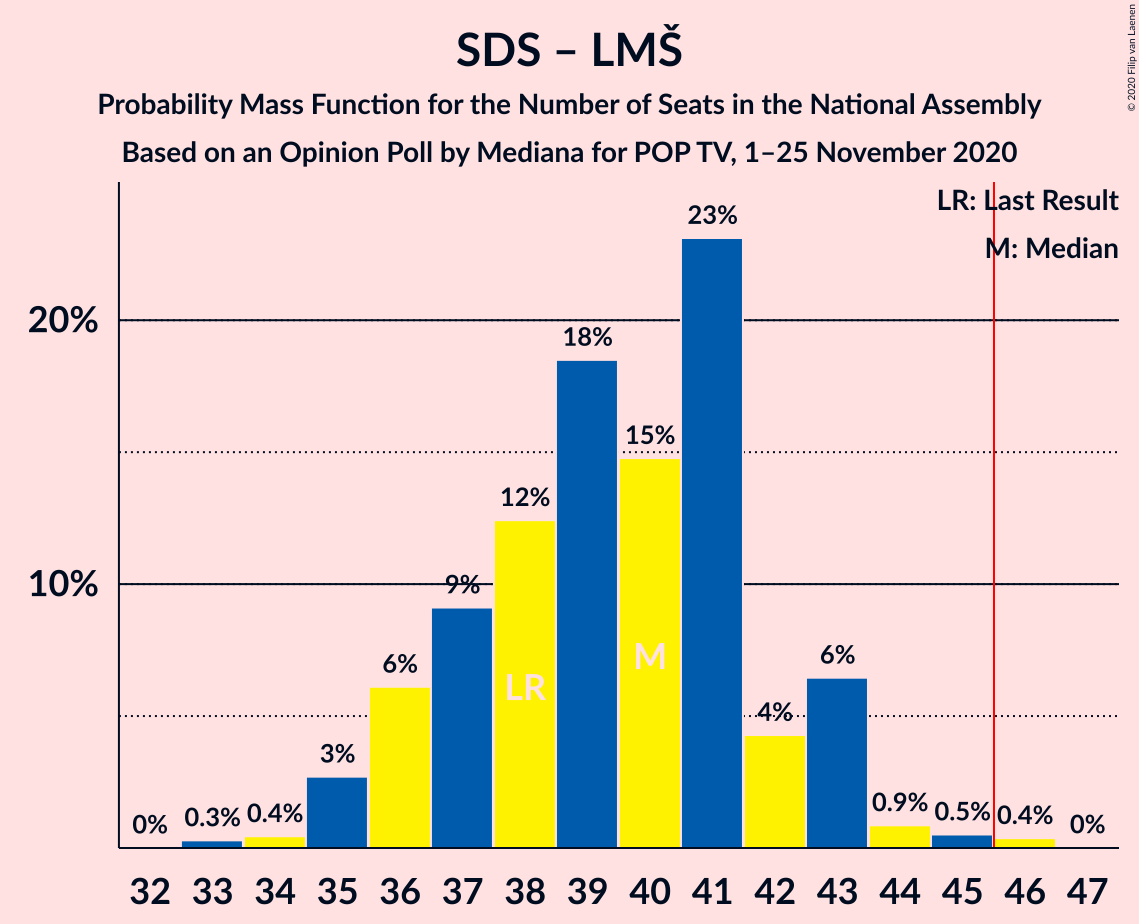 SDS – LMŠ
Probability Mass Function for the Number of Seats in the National Assembly
Based on an Opinion Poll by Mediana for POP TV, 1–25 November 2020
© 2020 Filip van Laenen
LR: Last Result
M: Median
20%
10%
0%
0.3%
0.4%
3%
6%
9%
12%
18%
15%
23%
4%
6%
0.9%
0.5%
0.4%
0%
LR
M
32 33 34 35 36 37 38 39 40 41 42 43 44 45 46 47